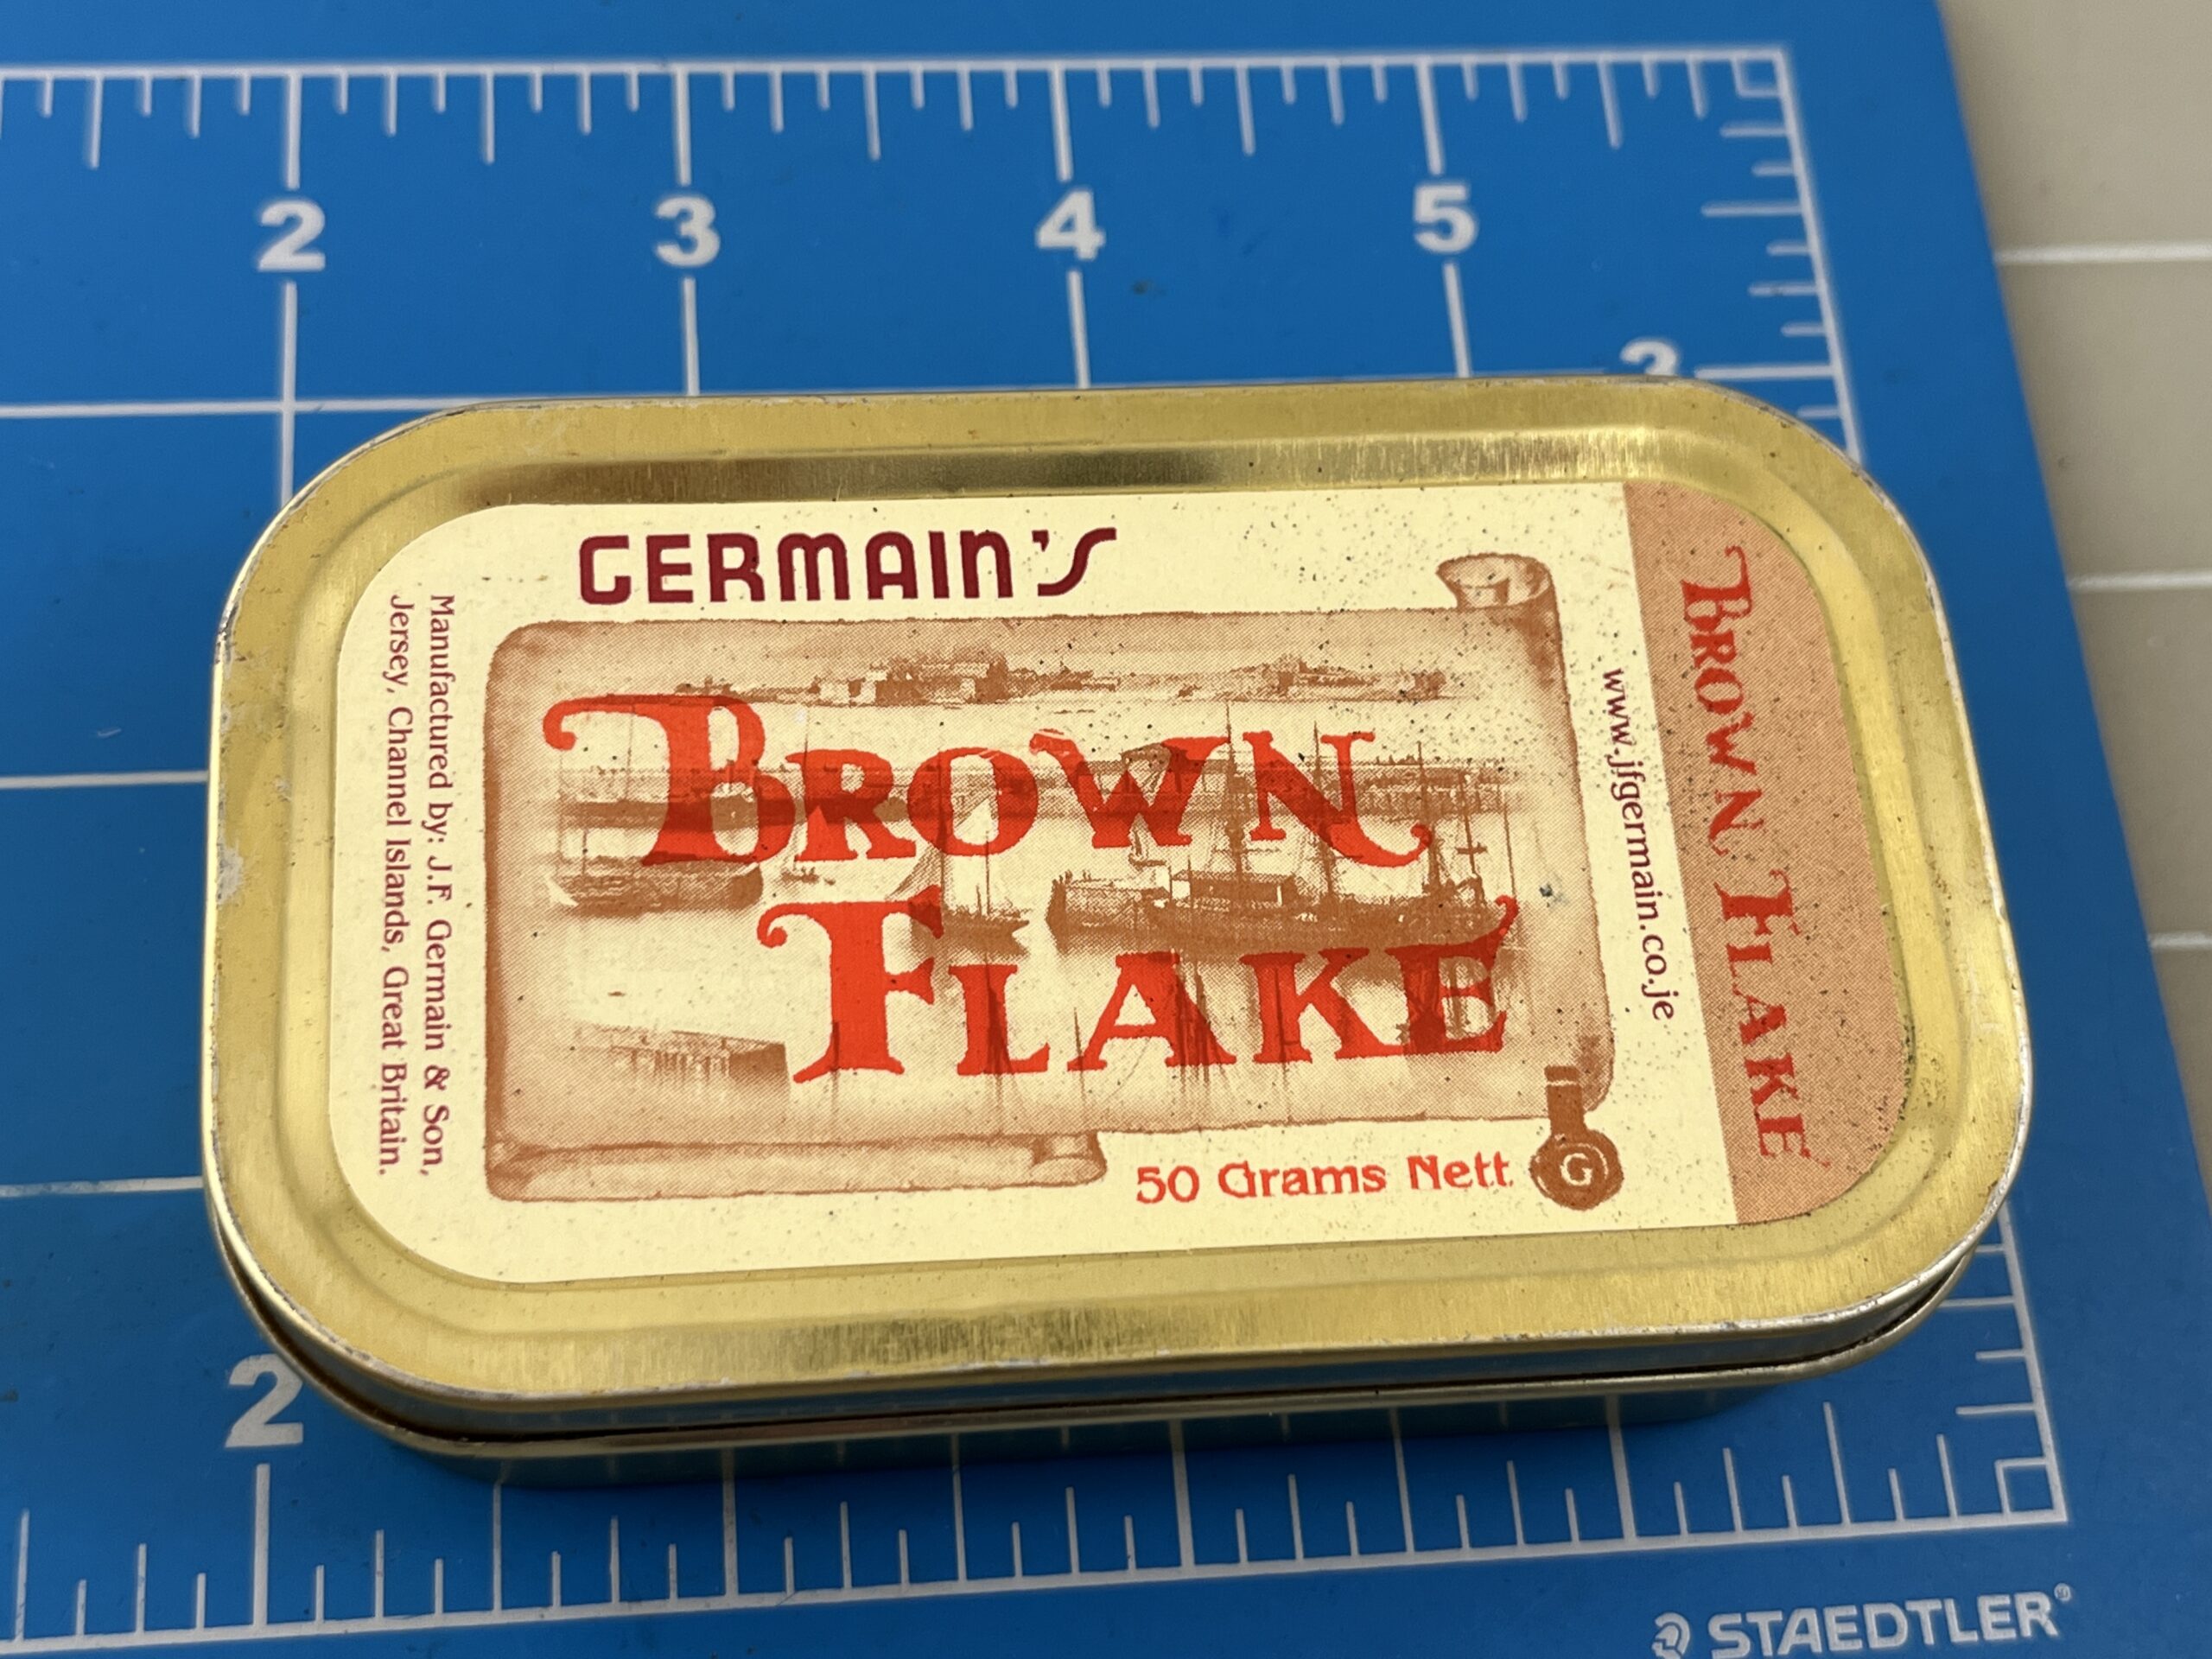 2
3
4
5
3
GERMAIN'S
BROWN
FLAKE
50 Grams Nett
G
Manufactured by: J.F. Germain & Son,
Jersey, Channel Islands, Great Britain.
www.jfgermain.co.je
BROWN FLAKE
2
STAEDTLER®